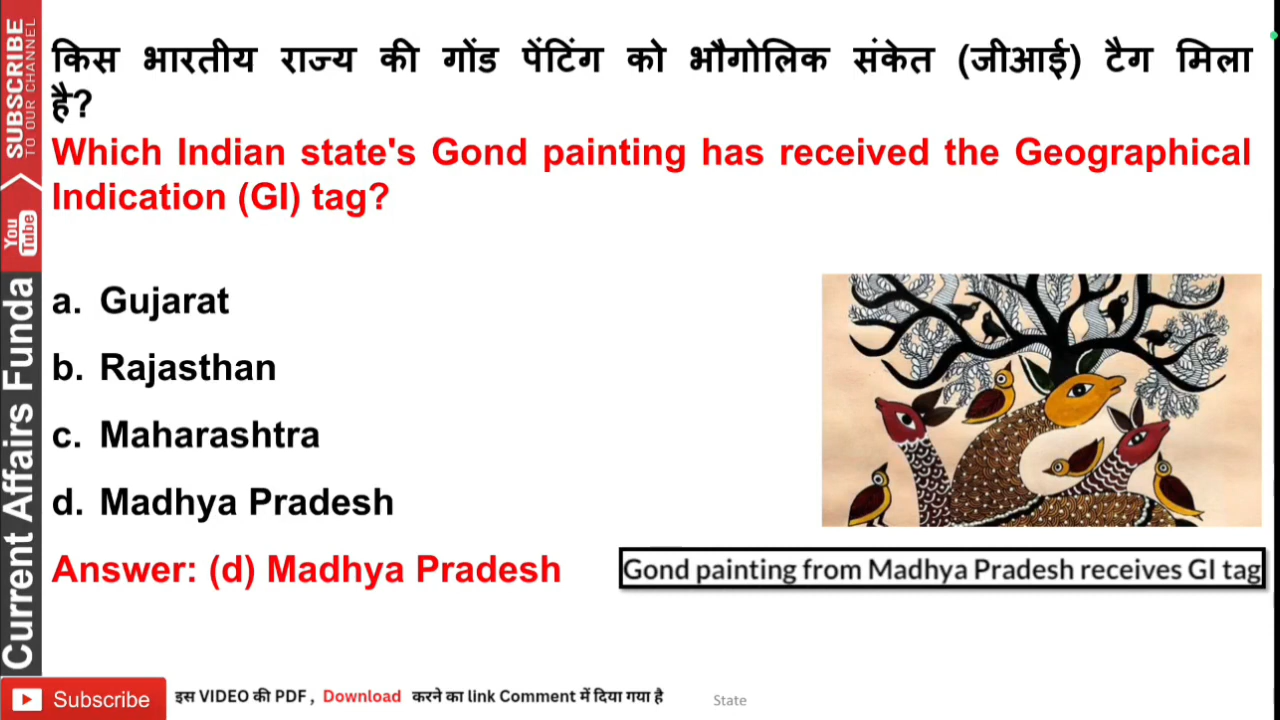 किस भारतीय राज्य की गोंड पेंटिंग को भौगोलिक संकेत (जीआई) टैग मिला
है?
Which Indian state's Gond painting has received the Geographical
Indication (GI) tag?
a. Gujarat
b. Rajasthan
c. Maharashtra
d. Madhya Pradesh
Answer: (d) Madhya Pradesh
Gond painting from Madhya Pradesh receives GI tag
SUBSCRIBE
TO OUR CHANNEL
You
Tube
Current Affairs Funda
Subscribe
इस VIDEO की PDF , Download करने का link Comment में दिया गया है
State